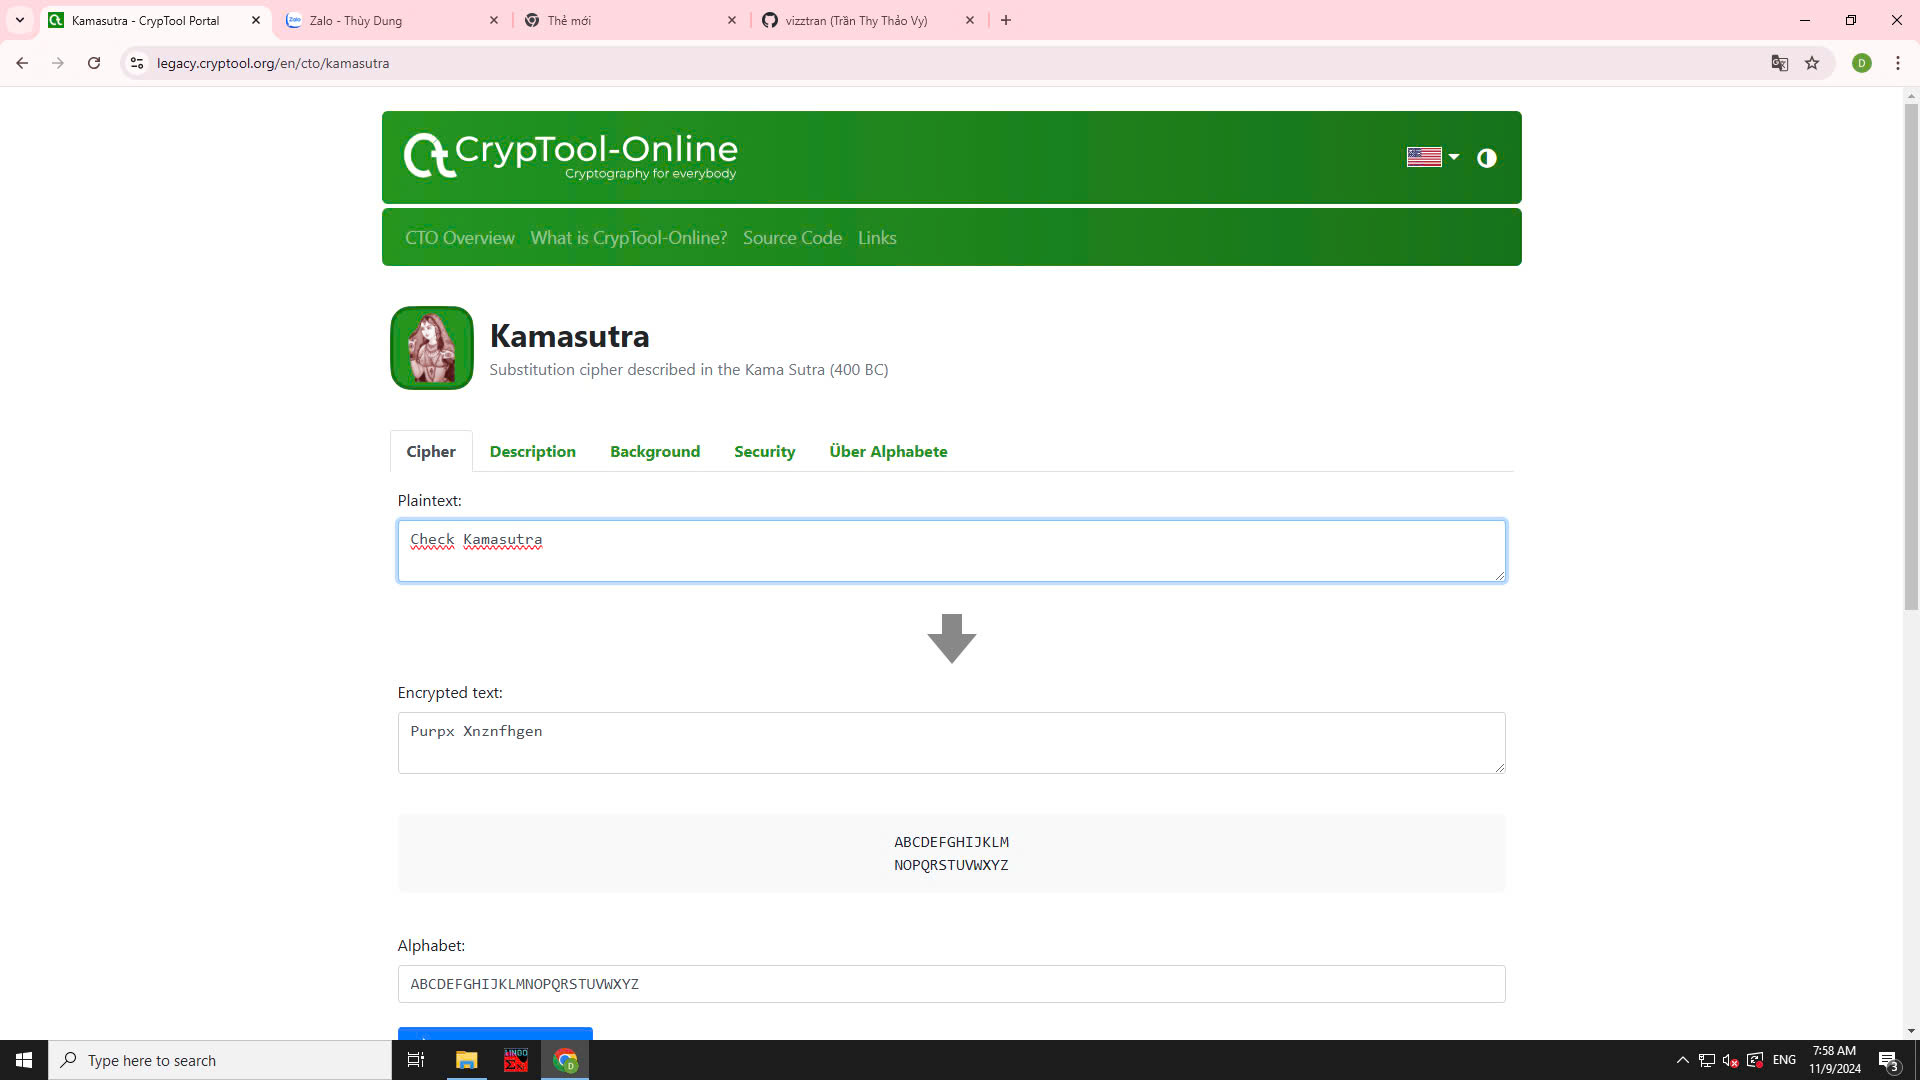 Kamasutra - CrypTool Portal
Zalo - Thùy Dung
Thẻ mới
vizztran (Trần Thy Thảo Vy)
legacy.cryptool.org/en/cto/kamasutra
D
CrypTool-Online
Cryptography for everybody
CTO Overview What is CrypTool-Online? Source Code Links
Kamasutra
Substitution cipher described in the Kama Sutra (400 BC)
Cipher Description Background Security Über Alphabete
Plaintext:
Check Kamasutra
Encrypted text:
Purpx Xnznfhgen
ABCDEFGHIJKLM
NOPQRSTUVWXYZ
Alphabet:
ABCDEFGHIJKLMNOPQRSTUVWXYZ
Type here to search
LINGO
D
ENG
7:58 AM
11/9/2024
3